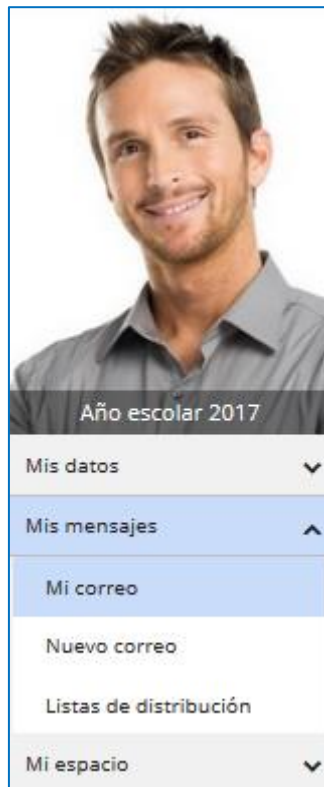 Año escolar 2017
Mis datos
Mis mensajes
Mi correo
Nuevo correo
Listas de distribución
Mi espacio